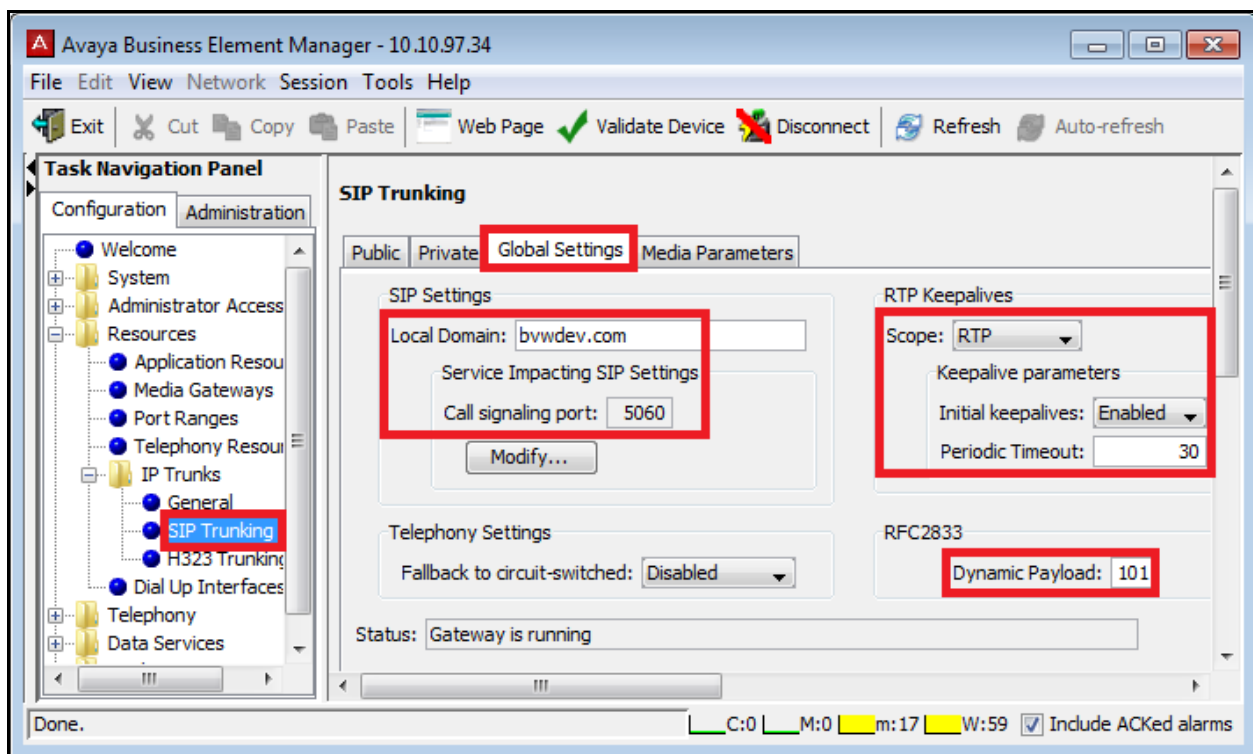 A Avaya Business Element Manager - 10.10.97.34
File Edit View Network Session Tools Help
Exit Cut Copy Paste Web Page Validate Device Disconnect Refresh Auto-refresh
Task Navigation Panel
Configuration Administration
Welcome
System
Administrator Access
Resources
Application Resou
Media Gateways
Port Ranges
Telephony Resour
IP Trunks
General
SIP Trunking
H323 Trunking
Dial Up Interfaces
Telephony
Data Services
SIP Trunking
Public Private Global Settings Media Parameters
SIP Settings
Local Domain: bvwdev.com
Service Impacting SIP Settings
Call signaling port: 5060
Modify...
RTP Keepalives
Scope: RTP
Keepalive parameters
Initial keepalives: Enabled
Periodic Timeout: 30
Telephony Settings
Fallback to circuit-switched: Disabled
RFC2833
Dynamic Payload: 101
Status: Gateway is running
Done.
C:0 M:0 m:17 W:59 Include ACKed alarms